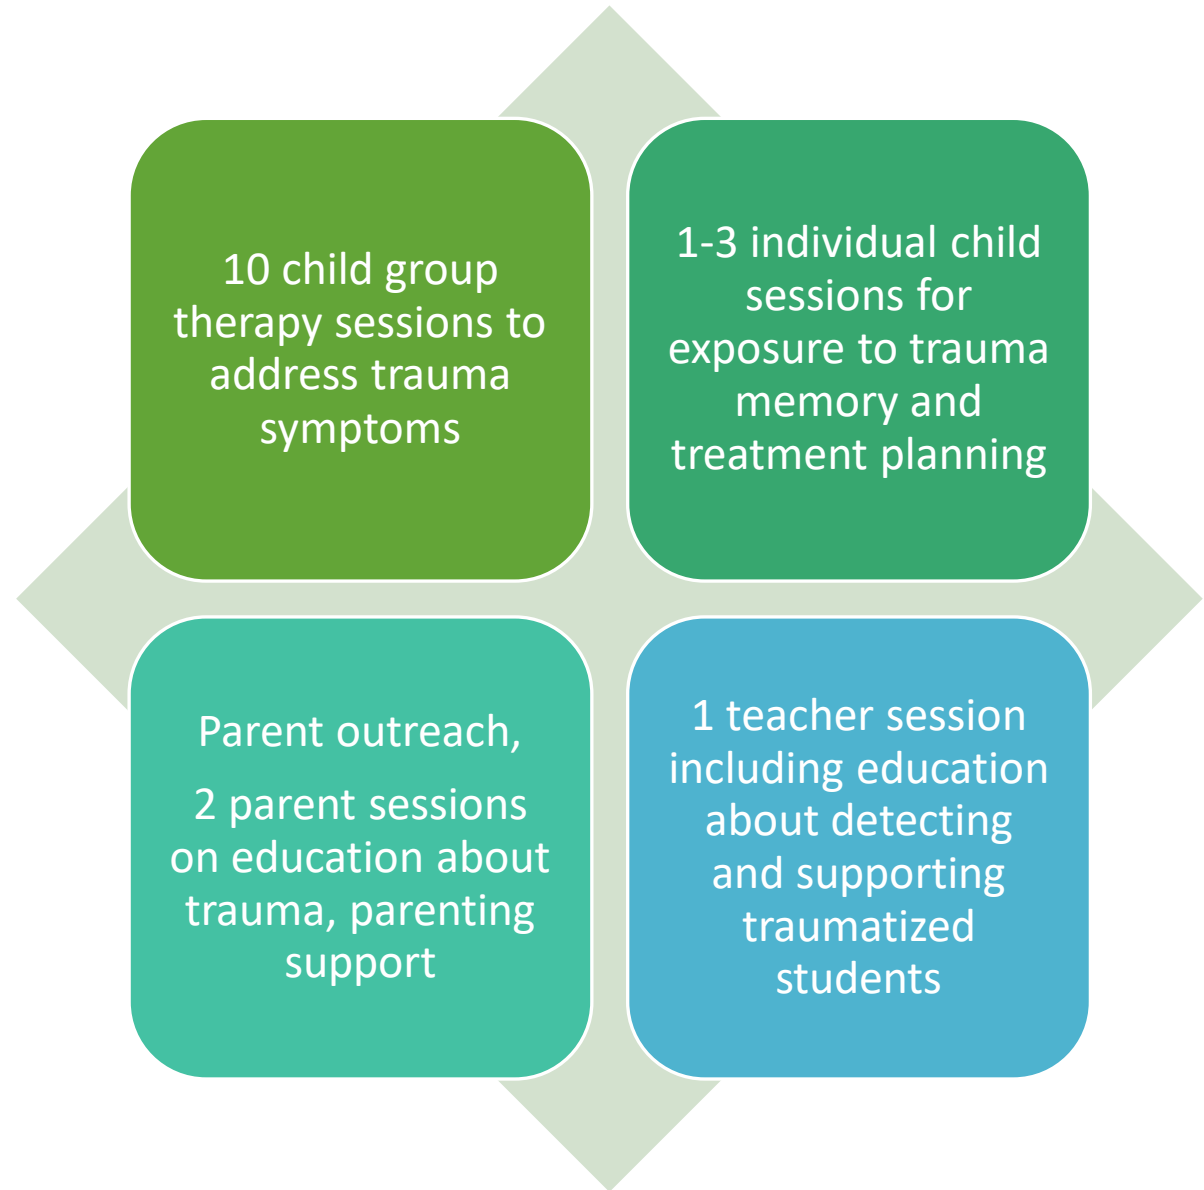 10 child group
therapy sessions to
address trauma
symptoms
1-3 individual child
sessions for
exposure to trauma
memory and
treatment planning
Parent outreach,
2 parent sessions
on education about
trauma, parenting
support
1 teacher session
including education
about detecting
and supporting
traumatized
students